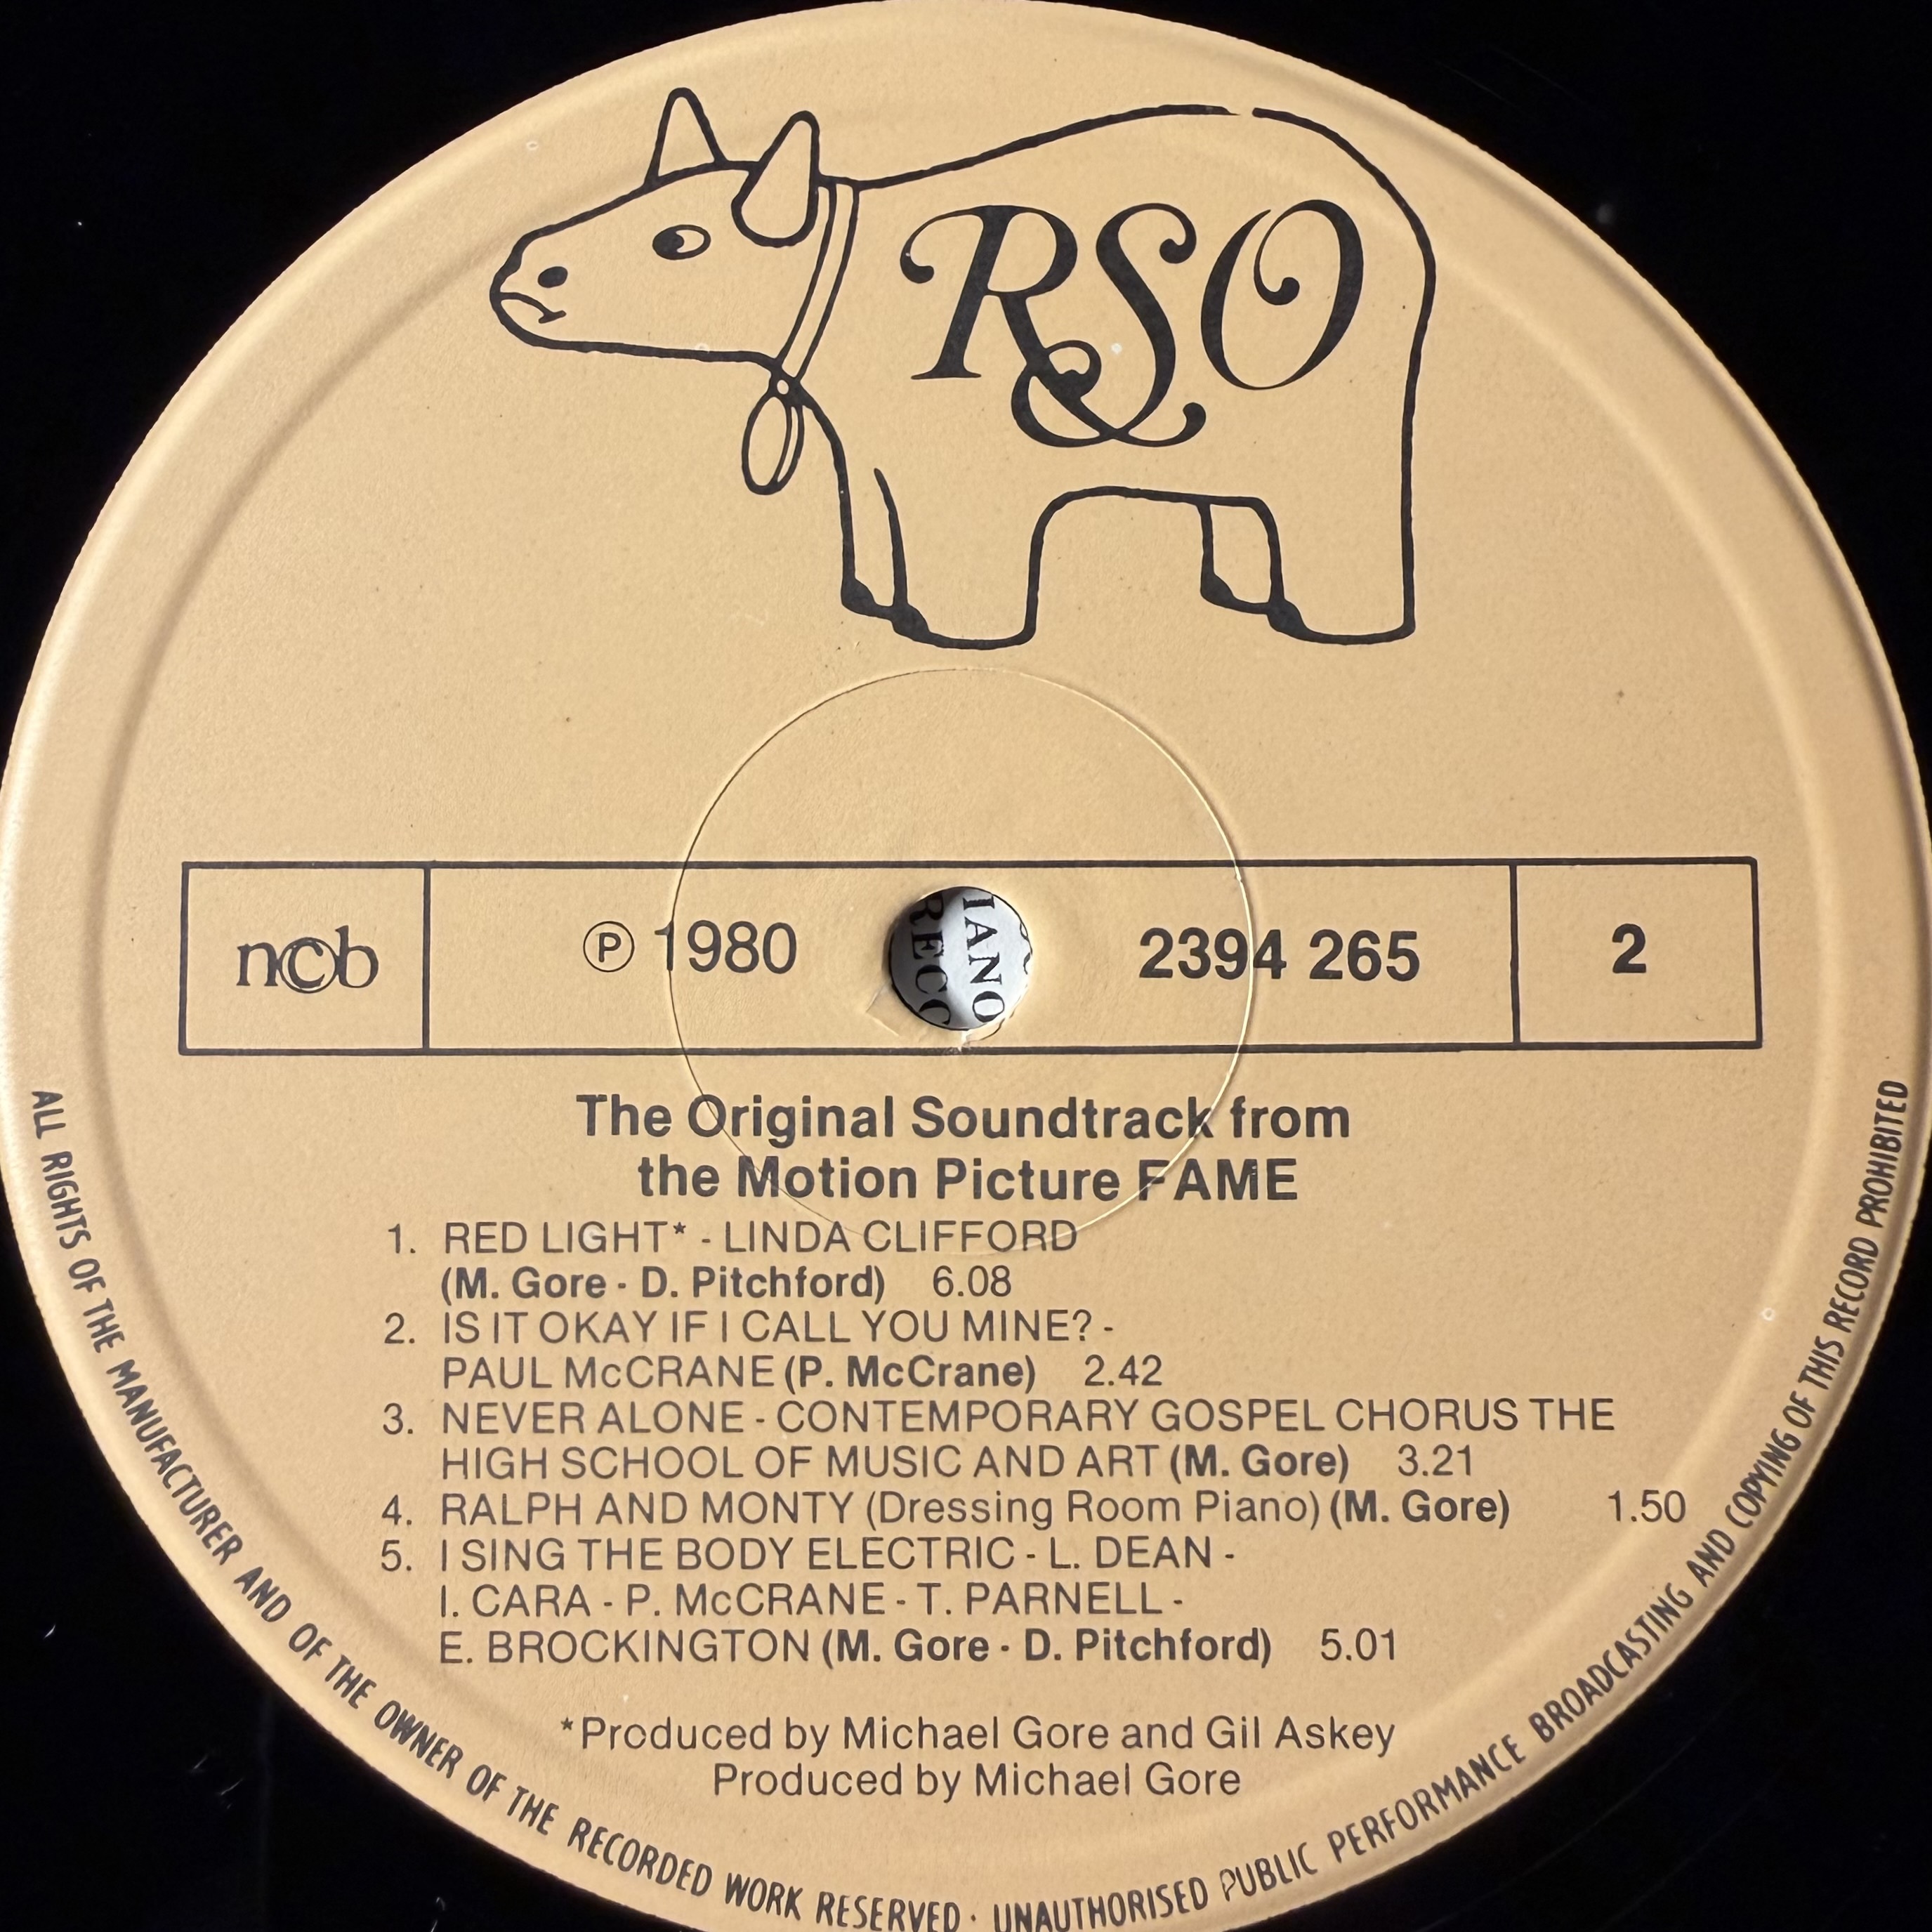 RSO
ncb
℗ 1980
2394 265
2
The Original Soundtrack from
the Motion Picture FAME
1. RED LIGHT* - LINDA CLIFFORD
(M. Gore - D. Pitchford) 6.08
2. IS IT OKAY IF I CALL YOU MINE? -
PAUL McCRANE (P. McCrane) 2.42
3. NEVER ALONE - CONTEMPORARY GOSPEL CHORUS THE
HIGH SCHOOL OF MUSIC AND ART (M. Gore) 3.21
4. RALPH AND MONTY (Dressing Room Piano) (M. Gore) 1.50
5. I SING THE BODY ELECTRIC - L. DEAN -
I. CARA - P. McCRANE - T. PARNELL -
E. BROCKINGTON (M. Gore - D. Pitchford) 5.01
*Produced by Michael Gore and Gil Askey
Produced by Michael Gore
ALL RIGHTS OF THE MANUFACTURER AND OF THE OWNER OF THE RECORDED WORK RESERVED · UNAUTHORISED PUBLIC PERFORMANCE BROADCASTING AND COPYING OF THIS RECORD PROHIBITED